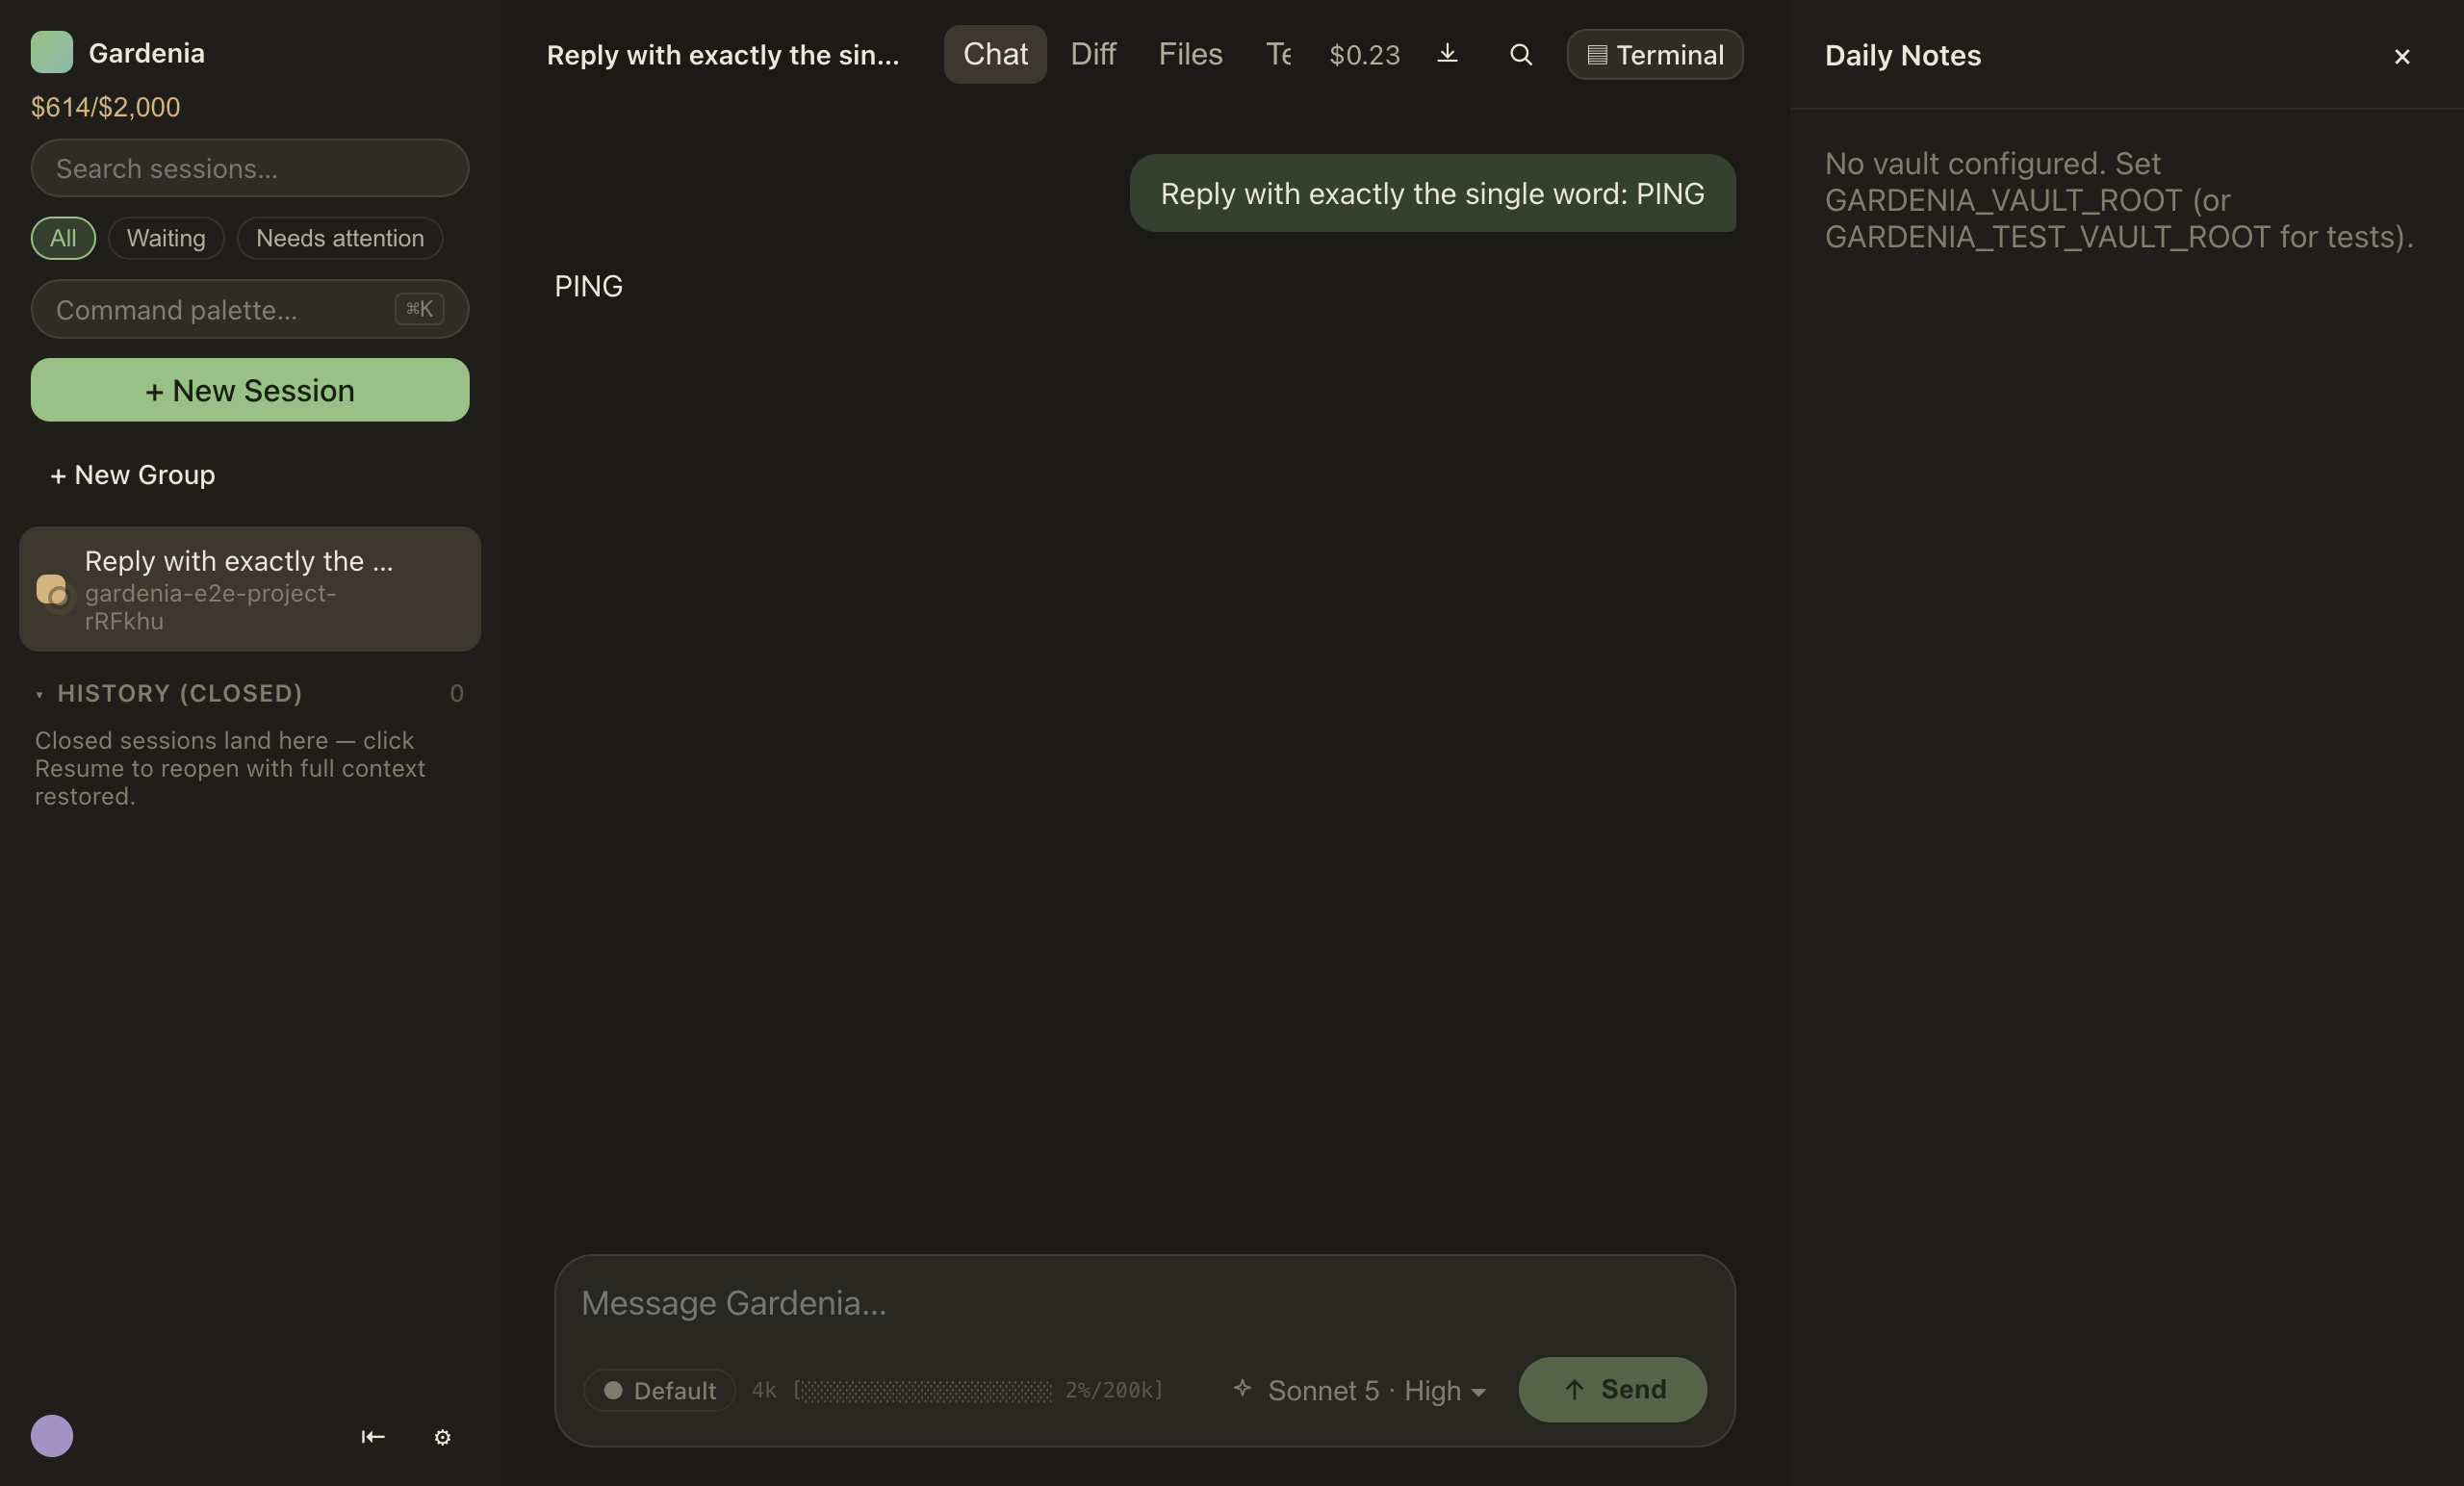 Gardenia
$614/$2,000
Search sessions...
All
Waiting
Needs attention
Command palette...
⌘K
+ New Session
+ New Group
Reply with exactly the ...
gardenia-e2e-project-
rRFkhu
▾ HISTORY (CLOSED) 0
Closed sessions land here — click
Resume to reopen with full context
restored.
Reply with exactly the sin...
Chat
Diff
Files
Te
$0.23
Terminal
Reply with exactly the single word: PING
PING
Message Gardenia...
Default
4k [░░░░░░░░░░░░░░░░░░░░ 2%/200k]
Sonnet 5 · High
↑ Send
Daily Notes
×
No vault configured. Set
GARDENIA_VAULT_ROOT (or
GARDENIA_TEST_VAULT_ROOT for tests).